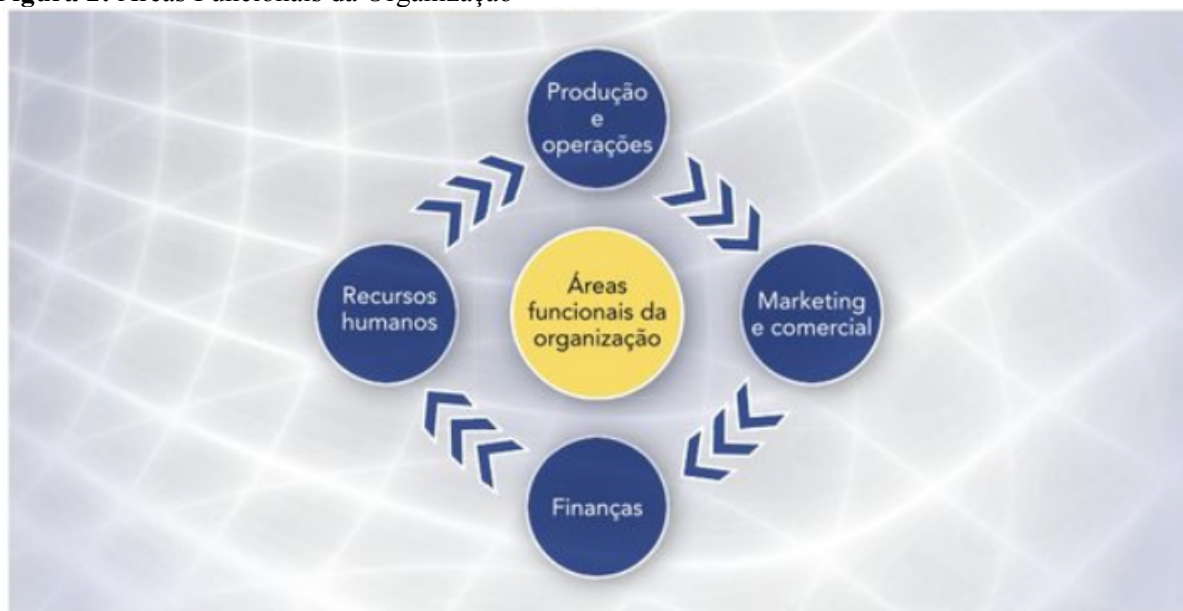 Produção
e
operações
Recursos
humanos
Áreas
funcionais da
organização
Marketing
e comercial
Finanças